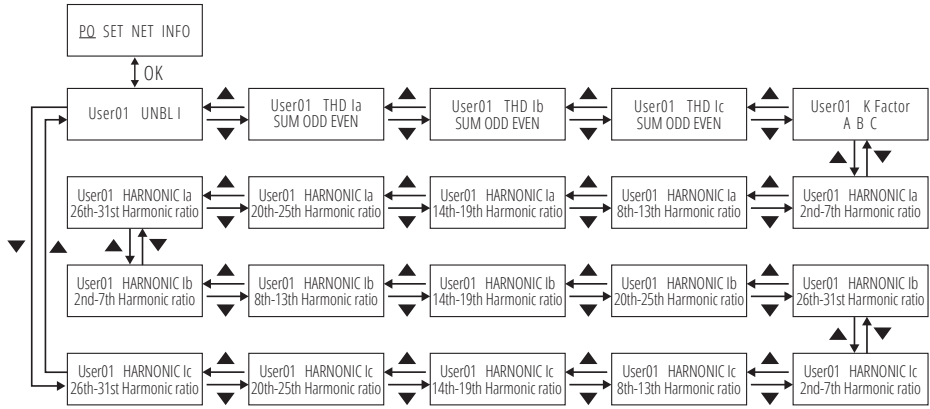 PQ SET NET INFO
OK
User01 UNBL I
User01 THD Ia
SUM ODD EVEN
User01 THD Ib
SUM ODD EVEN
User01 THD Ic
SUM ODD EVEN
User01 K Factor
A B C
User01 HARNONIC Ia
26th-31st Harmonic ratio
User01 HARNONIC Ia
20th-25th Harmonic ratio
User01 HARNONIC Ia
14th-19th Harmonic ratio
User01 HARNONIC Ia
8th-13th Harmonic ratio
User01 HARNONIC Ia
2nd-7th Harmonic ratio
User01 HARNONIC Ib
2nd-7th Harmonic ratio
User01 HARNONIC Ib
8th-13th Harmonic ratio
User01 HARNONIC Ib
14th-19th Harmonic ratio
User01 HARNONIC Ib
20th-25th Harmonic ratio
User01 HARNONIC Ib
26th-31st Harmonic ratio
User01 HARNONIC Ic
26th-31st Harmonic ratio
User01 HARNONIC Ic
20th-25th Harmonic ratio
User01 HARNONIC Ic
14th-19th Harmonic ratio
User01 HARNONIC Ic
8th-13th Harmonic ratio
User01 HARNONIC Ic
2nd-7th Harmonic ratio